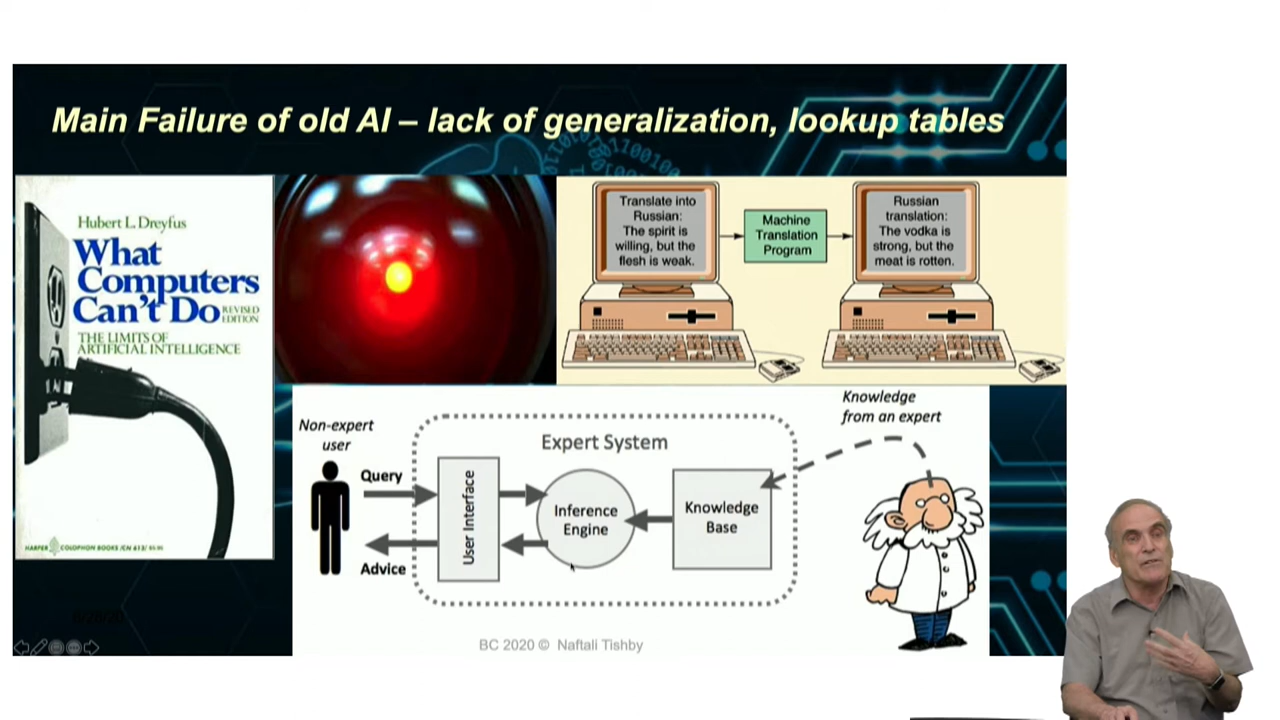 Main Failure of old AI – lack of generalization, lookup tables
Hubert L. Dreyfus
What
Computers
Can't Do
REVISED
EDITION
THE LIMITS OF
ARTIFICIAL INTELLIGENCE
HARPER COLOPHON BOOKS
Translate into
Russian:
The spirit is
willing, but the
flesh is weak.
Machine
Translation
Program
Russian
translation:
The vodka is
strong, but the
meat is rotten.
Non-expert
user
Query
Advice
Expert System
User Interface
Inference
Engine
Knowledge
Base
Knowledge
from an expert
BC 2020 © Naftali Tishby